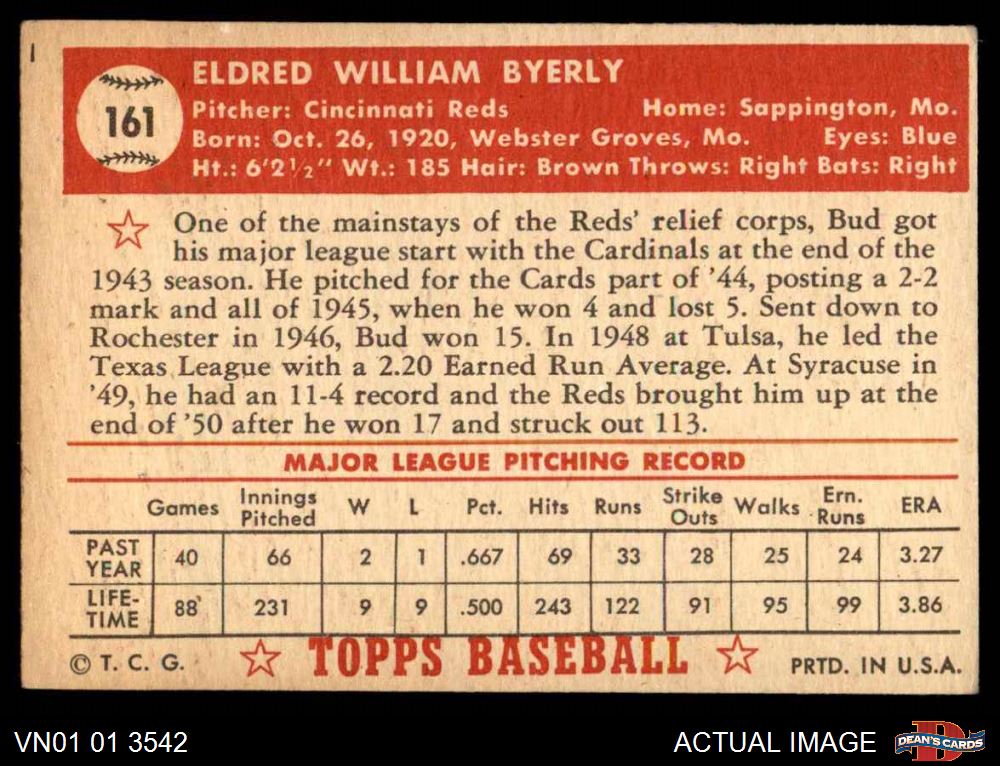 1
161
ELDRED WILLIAM BYERLY
Pitcher: Cincinnati Reds Home: Sappington, Mo.
Born: Oct. 26, 1920, Webster Groves, Mo. Eyes: Blue
Ht.: 6'2½" Wt.: 185 Hair: Brown Throws: Right Bats: Right
One of the mainstays of the Reds' relief corps, Bud got
his major league start with the Cardinals at the end of the
1943 season. He pitched for the Cards part of '44, posting a 2-2
mark and all of 1945, when he won 4 and lost 5. Sent down to
Rochester in 1946, Bud won 15. In 1948 at Tulsa, he led the
Texas League with a 2.20 Earned Run Average. At Syracuse in
'49, he had an 11-4 record and the Reds brought him up at the
end of '50 after he won 17 and struck out 113.
MAJOR LEAGUE PITCHING RECORD
Games Innings Pitched W L Pct. Hits Runs Strike Outs Walks Ern. Runs ERA
PAST YEAR 40 66 2 1 .667 69 33 28 25 24 3.27
LIFE-TIME 88 231 9 9 .500 243 122 91 95 99 3.86
© T. C. G. TOPPS BASEBALL PRTD. IN U.S.A.
VN01 01 3542 ACTUAL IMAGE DEAN'S CARDS